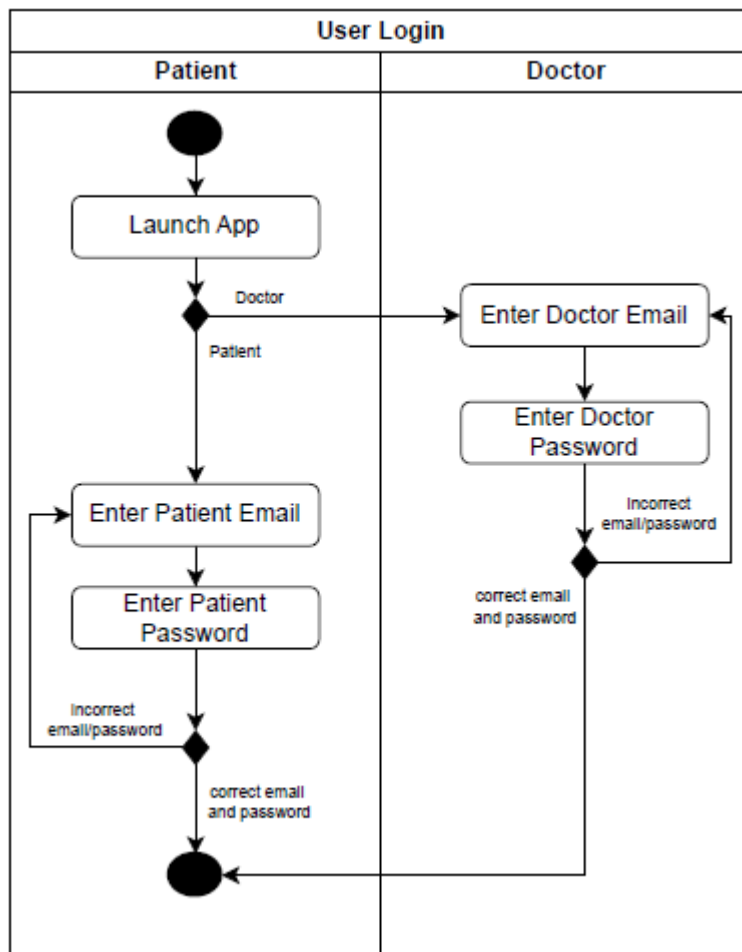 User Login
Patient
Doctor
Launch App
Doctor
Patient
Enter Doctor Email
Enter Doctor
Password
Incorrect
email/password
correct email
and password
Enter Patient Email
Enter Patient
Password
Incorrect
email/password
correct email
and password